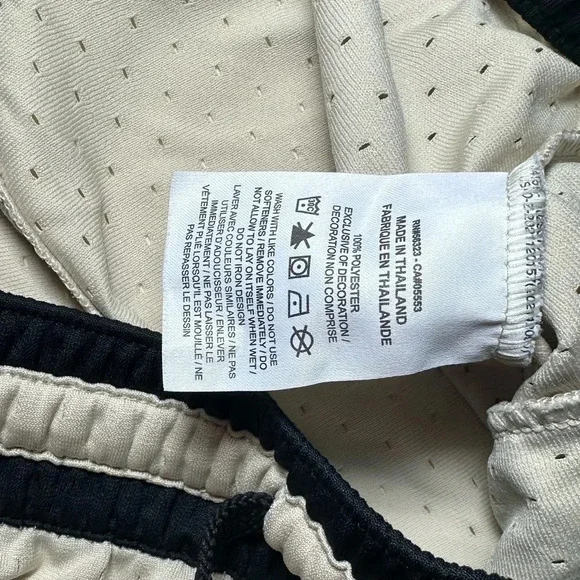 RN#56323 - CA#05553
MADE IN THAILAND
FABRIQUE EN THAILANDE
100% POLYESTER
EXCLUSIVE OF DECORATION /
DECORATION NON COMPRISE
WASH WITH LIKE COLORS / DO NOT USE
SOFTENERS / REMOVE IMMEDIATELY / DO
NOT ALLOW TO LAY ON ITSELF WHEN WET /
DO NOT IRON DESIGN
LAVER AVEC COULEURS SIMILAIRES / NE PAS
UTILISER D'ADOUCISSEUR / ENLEVER
IMMÉDIATEMENT / NE PAS LAISSER LE
VÊTEMENT PLIÉ LORSQU'IL EST MOUILLÉ / NE
PAS REPASSER LE DESSIN